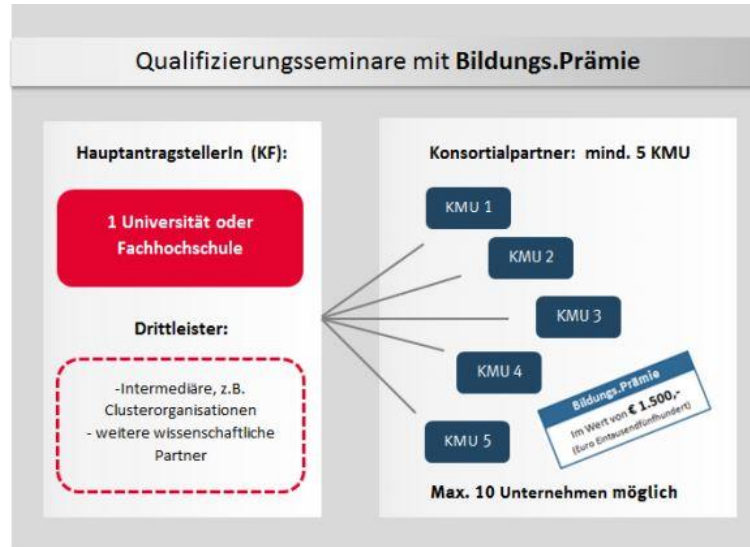 Qualifizierungsseminare mit Bildungs.Prämie
HauptantragstellerIn (KF):
1 Universität oder
Fachhochschule
Drittleister:
-Intermediäre, z.B.
Clusterorganisationen
- weitere wissenschaftliche
Partner
Konsortialpartner: mind. 5 KMU
KMU 1
KMU 2
KMU 3
KMU 4
KMU 5
Bildungs.Prämie
Im Wert von € 1.500,-
(Euro Eintausendfünfhundert)
Max. 10 Unternehmen möglich